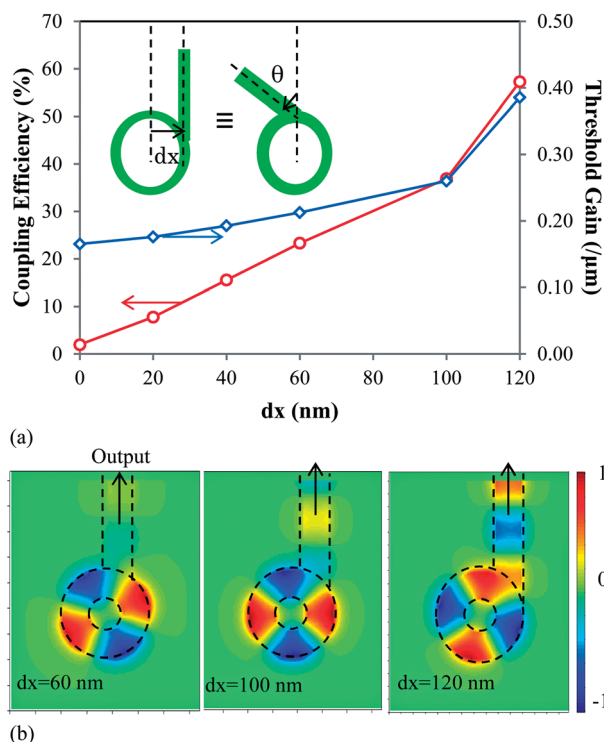 70
60
50
40
30
20
10
0
Coupling Efficiency (%)
0.50
0.40
0.30
0.20
0.10
0.00
Threshold Gain (/μm)
0 20 40 60 80 100 120
dx (nm)
dx
≡
θ
(a)
Output
dx=60 nm
dx=100 nm
dx=120 nm
1
0
-1
(b)